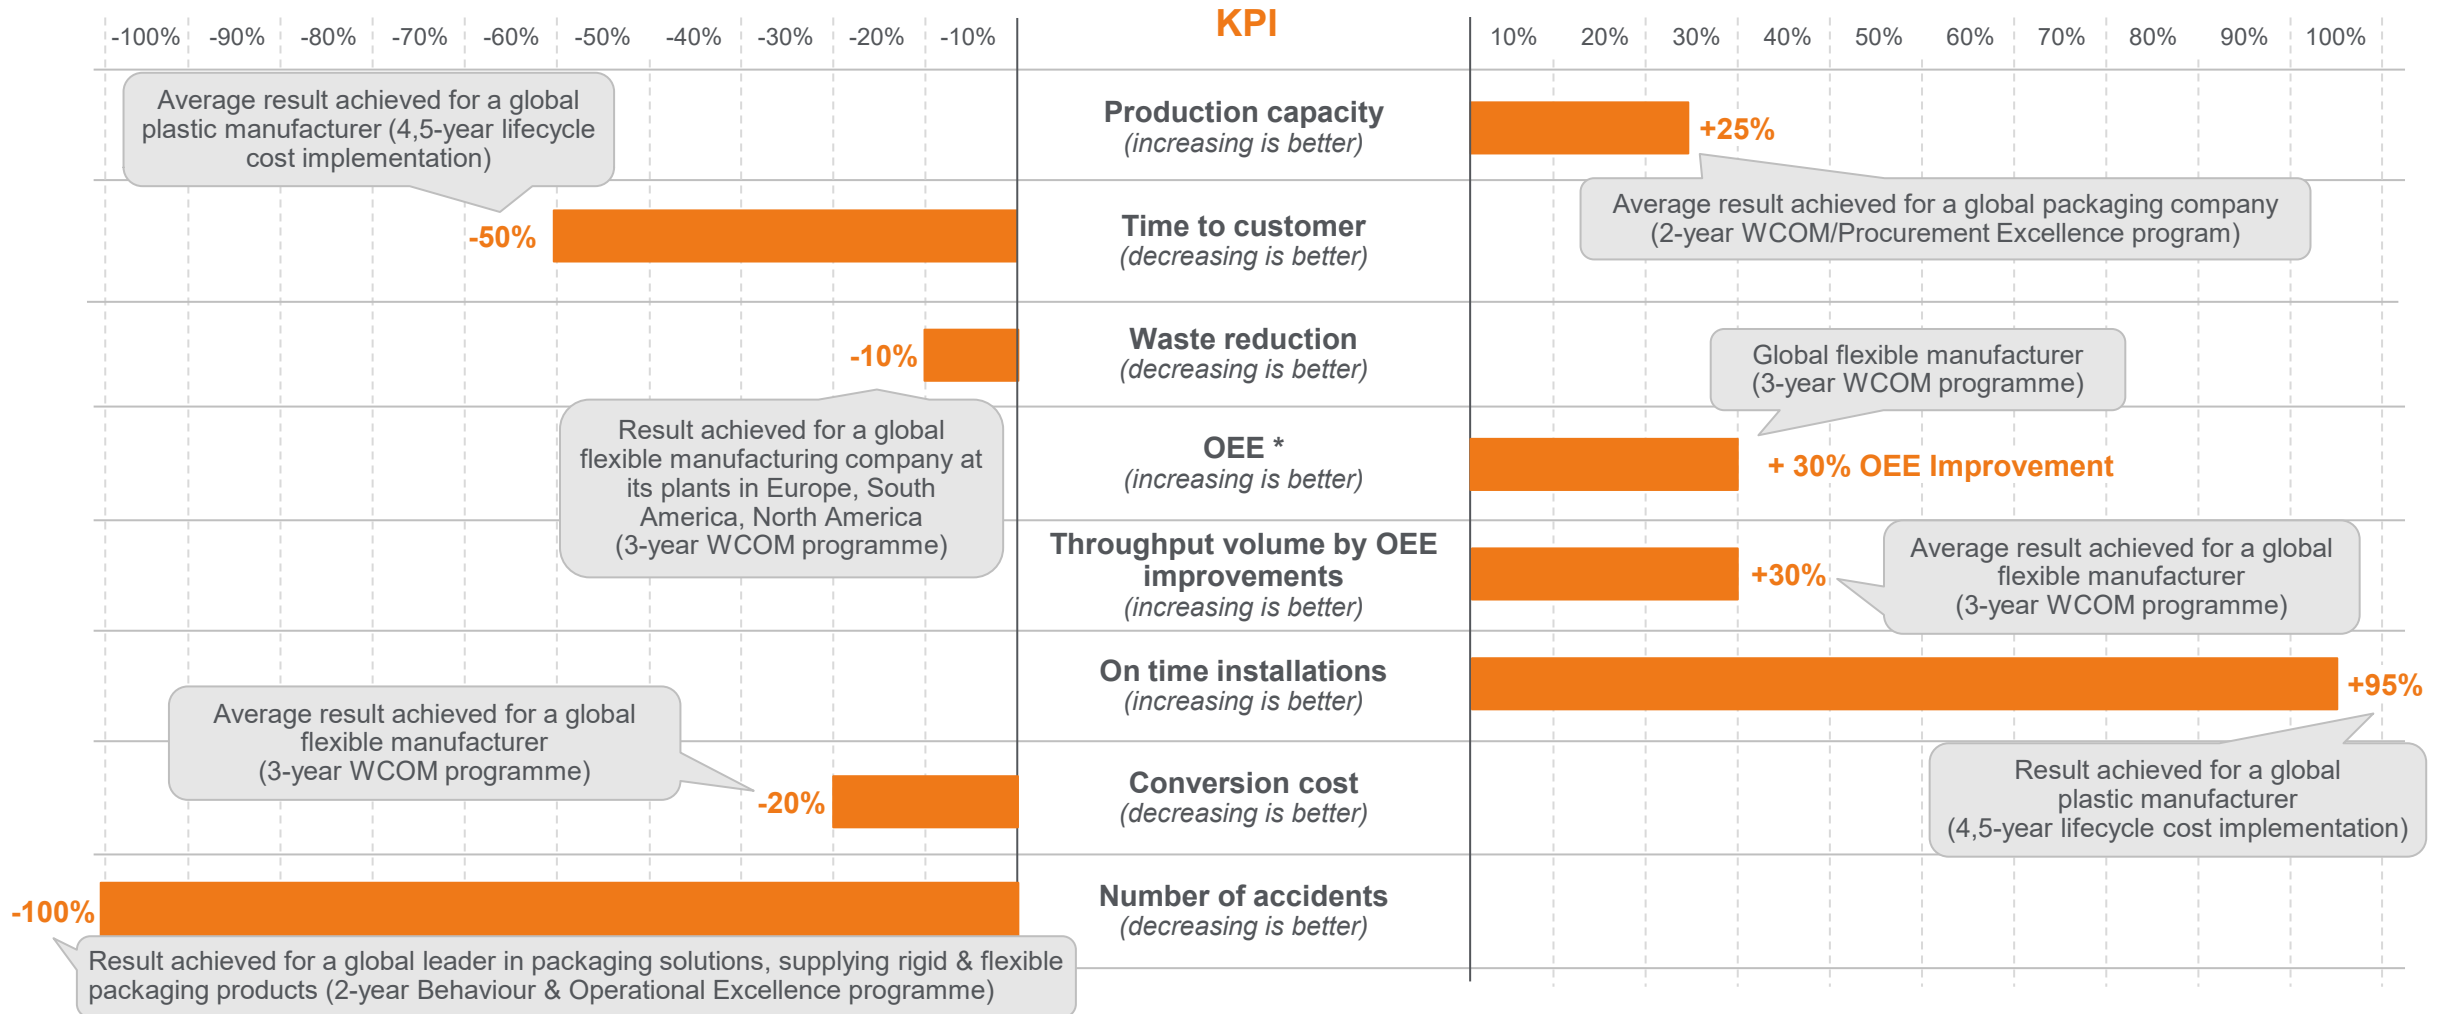 KPI
-100% -90% -80% -70% -60% -50% -40% -30% -20% -10%
10% 20% 30% 40% 50% 60% 70% 80% 90% 100%
Average result achieved for a global
plastic manufacturer (4,5-year lifecycle
cost implementation)
Production capacity
(increasing is better)
+25%
Average result achieved for a global packaging company
(2-year WCOM/Procurement Excellence program)
-50%
Time to customer
(decreasing is better)
-10%
Waste reduction
(decreasing is better)
Global flexible manufacturer
(3-year WCOM programme)
Result achieved for a global
flexible manufacturing company at
its plants in Europe, South
America, North America
(3-year WCOM programme)
OEE *
(increasing is better)
+ 30% OEE Improvement
Throughput volume by OEE
improvements
(increasing is better)
+30%
Average result achieved for a global
flexible manufacturer
(3-year WCOM programme)
On time installations
(increasing is better)
+95%
Average result achieved for a global
flexible manufacturer
(3-year WCOM programme)
-20%
Conversion cost
(decreasing is better)
Result achieved for a global
plastic manufacturer
(4,5-year lifecycle cost implementation)
-100%
Number of accidents
(decreasing is better)
Result achieved for a global leader in packaging solutions, supplying rigid & flexible
packaging products (2-year Behaviour & Operational Excellence programme)